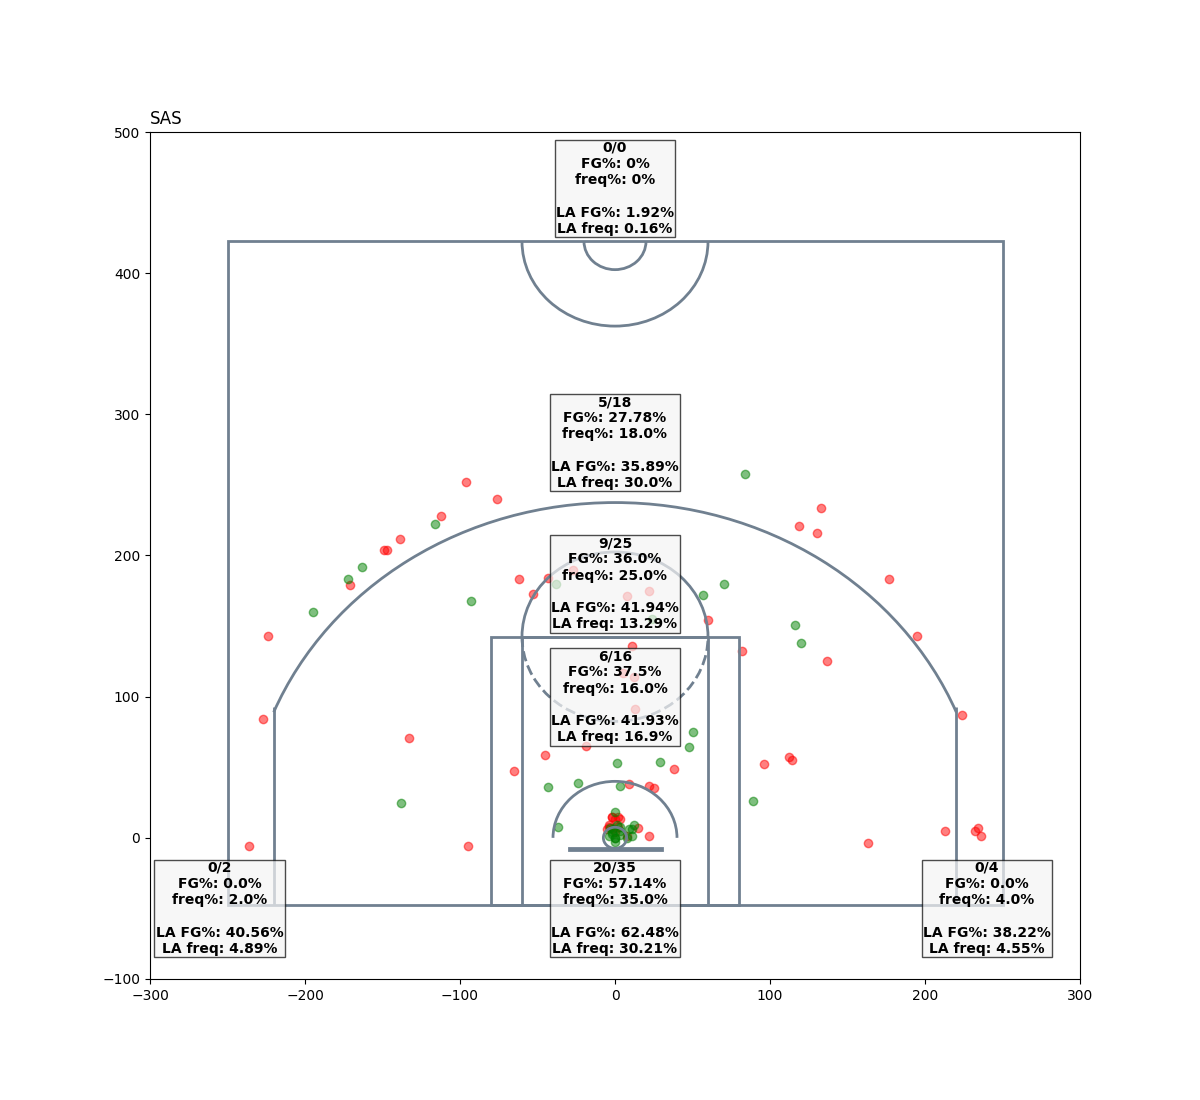 SAS
500
0/0
FG%: 0%
freq%: 0%
LA FG%: 1.92%
LA freq: 0.16%
400
300
5/18
FG%: 27.78%
freq%: 18.0%
LA FG%: 35.89%
LA freq: 30.0%
200
9/25
FG%: 36.0%
freq%: 25.0%
LA FG%: 41.94%
LA freq: 13.29%
100
6/16
FG%: 37.5%
freq%: 16.0%
LA FG%: 41.93%
LA freq: 16.9%
0
0/2
FG%: 0.0%
freq%: 2.0%
LA FG%: 40.56%
LA freq: 4.89%
20/35
FG%: 57.14%
freq%: 35.0%
LA FG%: 62.48%
LA freq: 30.21%
0/4
FG%: 0.0%
freq%: 4.0%
LA FG%: 38.22%
LA freq: 4.55%
−100
−300
−200
−100
0
100
200
300